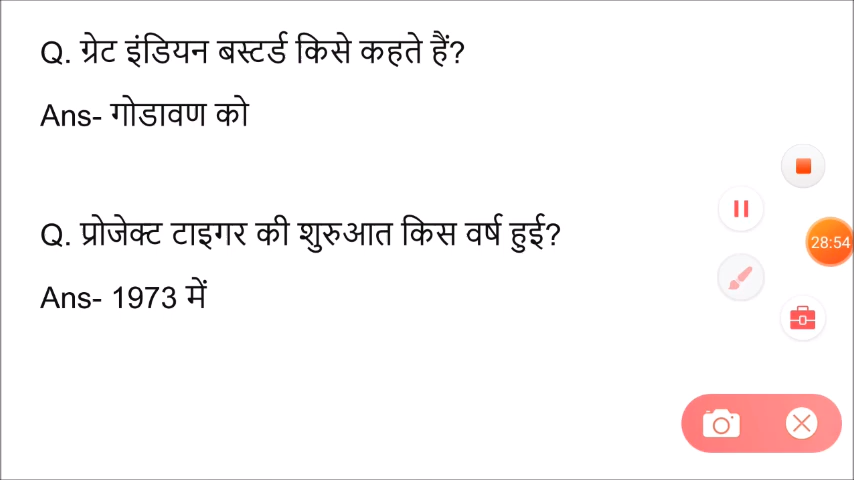 Q. ग्रेट इंडियन बस्टर्ड किसे कहते हैं?
Ans- गोडावण को
Q. प्रोजेक्ट टाइगर की शुरुआत किस वर्ष हुई?
Ans- 1973 में
28:54